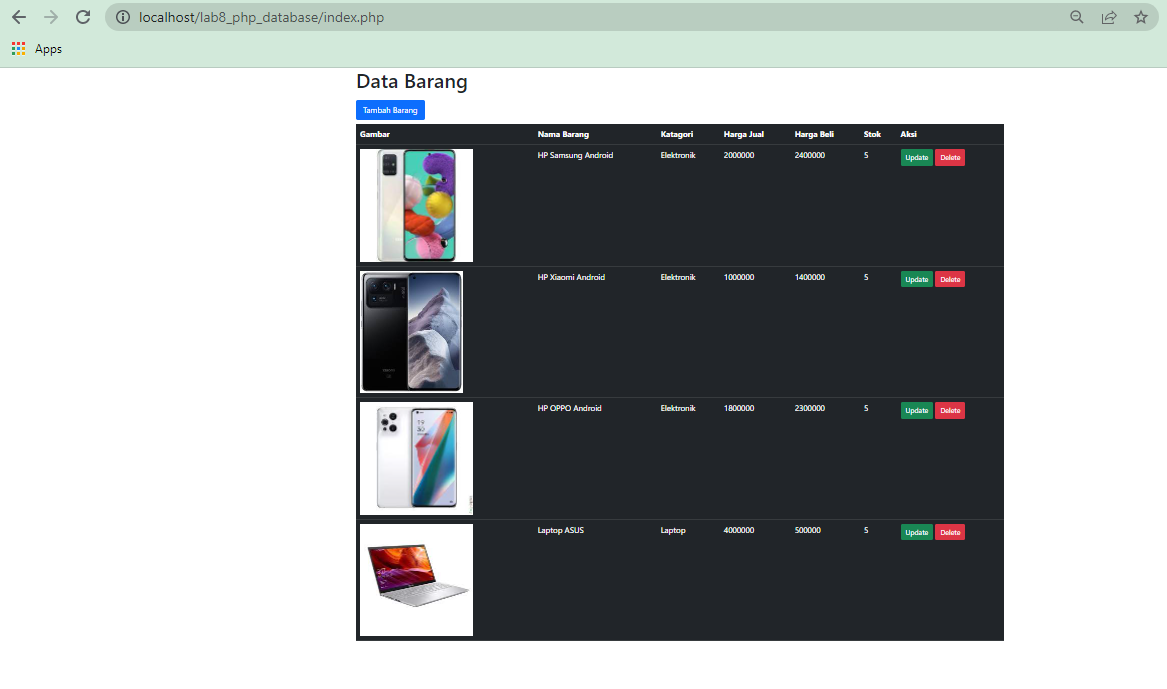 localhost/lab8_php_database/index.php
Apps
Data Barang
Tambah Barang
Gambar Nama Barang Katagori Harga Jual Harga Beli Stok Aksi
HP Samsung Android Elektronik 2000000 2400000 5 Update Delete
HP Xiaomi Android Elektronik 1000000 1400000 5 Update Delete
HP OPPO Android Elektronik 1800000 2300000 5 Update Delete
Laptop ASUS Laptop 4000000 500000 5 Update Delete